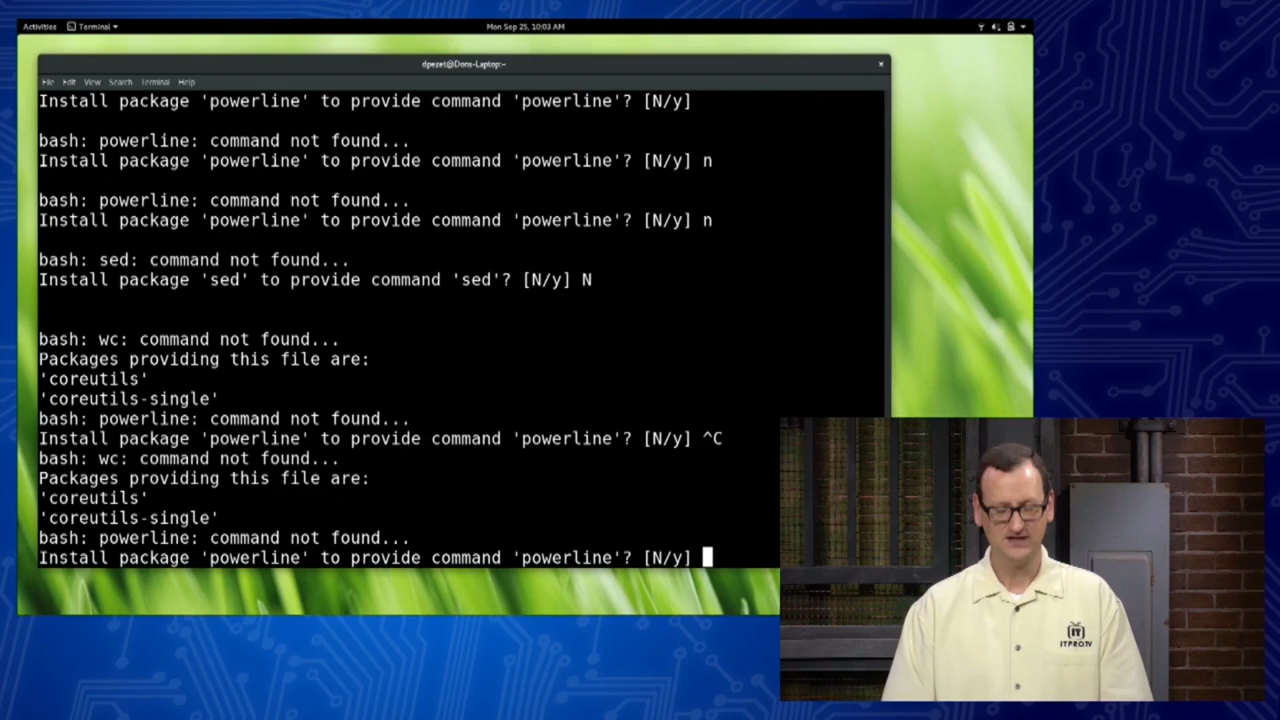 Activities Terminal Mon Sep 25, 10:03 AM
dpezet@Dons-Laptop:~
File Edit View Search Terminal Help
Install package 'powerline' to provide command 'powerline'? [N/y]
bash: powerline: command not found...
Install package 'powerline' to provide command 'powerline'? [N/y] n
bash: powerline: command not found...
Install package 'powerline' to provide command 'powerline'? [N/y] n
bash: sed: command not found...
Install package 'sed' to provide command 'sed'? [N/y] N
bash: wc: command not found...
Packages providing this file are:
'coreutils'
'coreutils-single'
bash: powerline: command not found...
Install package 'powerline' to provide command 'powerline'? [N/y] ^C
bash: wc: command not found...
Packages providing this file are:
'coreutils'
'coreutils-single'
bash: powerline: command not found...
Install package 'powerline' to provide command 'powerline'? [N/y]
IT
ITPRO.TV